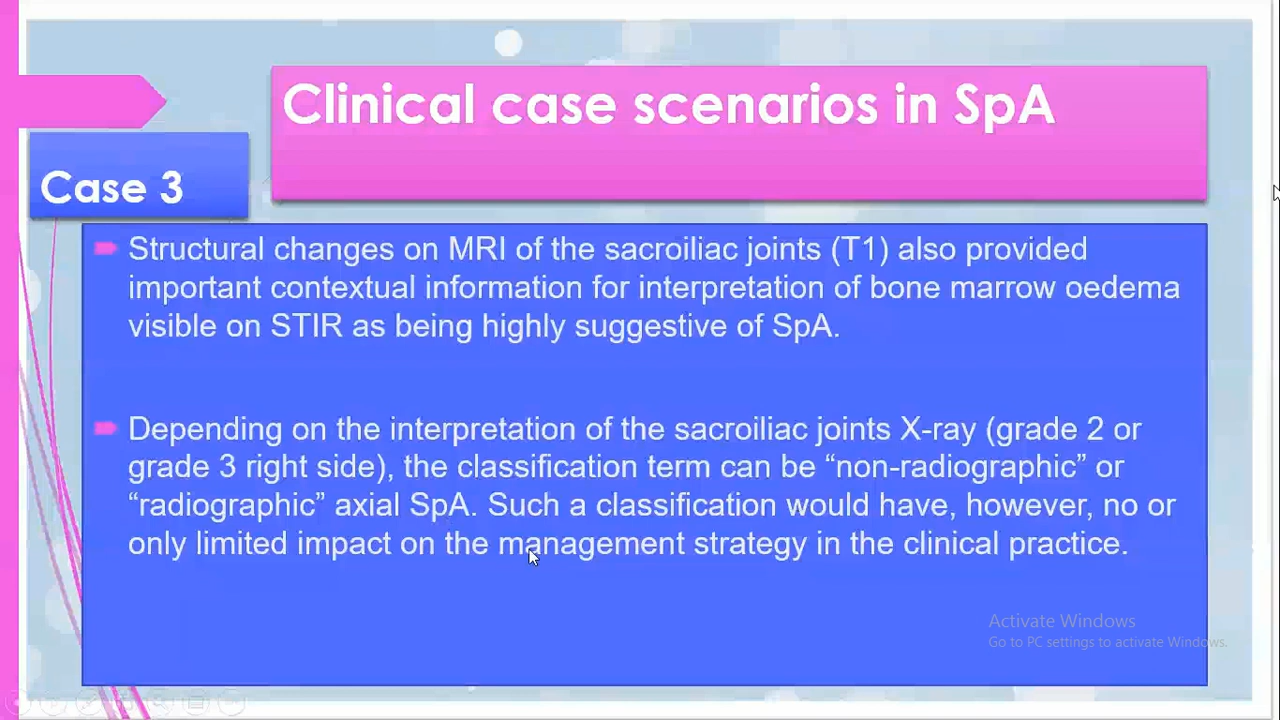 Clinical case scenarios in SpA
Case 3
Structural changes on MRI of the sacroiliac joints (T1) also provided
important contextual information for interpretation of bone marrow oedema
visible on STIR as being highly suggestive of SpA.
Depending on the interpretation of the sacroiliac joints X-ray (grade 2 or
grade 3 right side), the classification term can be “non-radiographic” or
“radiographic” axial SpA. Such a classification would have, however, no or
only limited impact on the management strategy in the clinical practice.
Activate Windows
Go to PC settings to activate Windows.